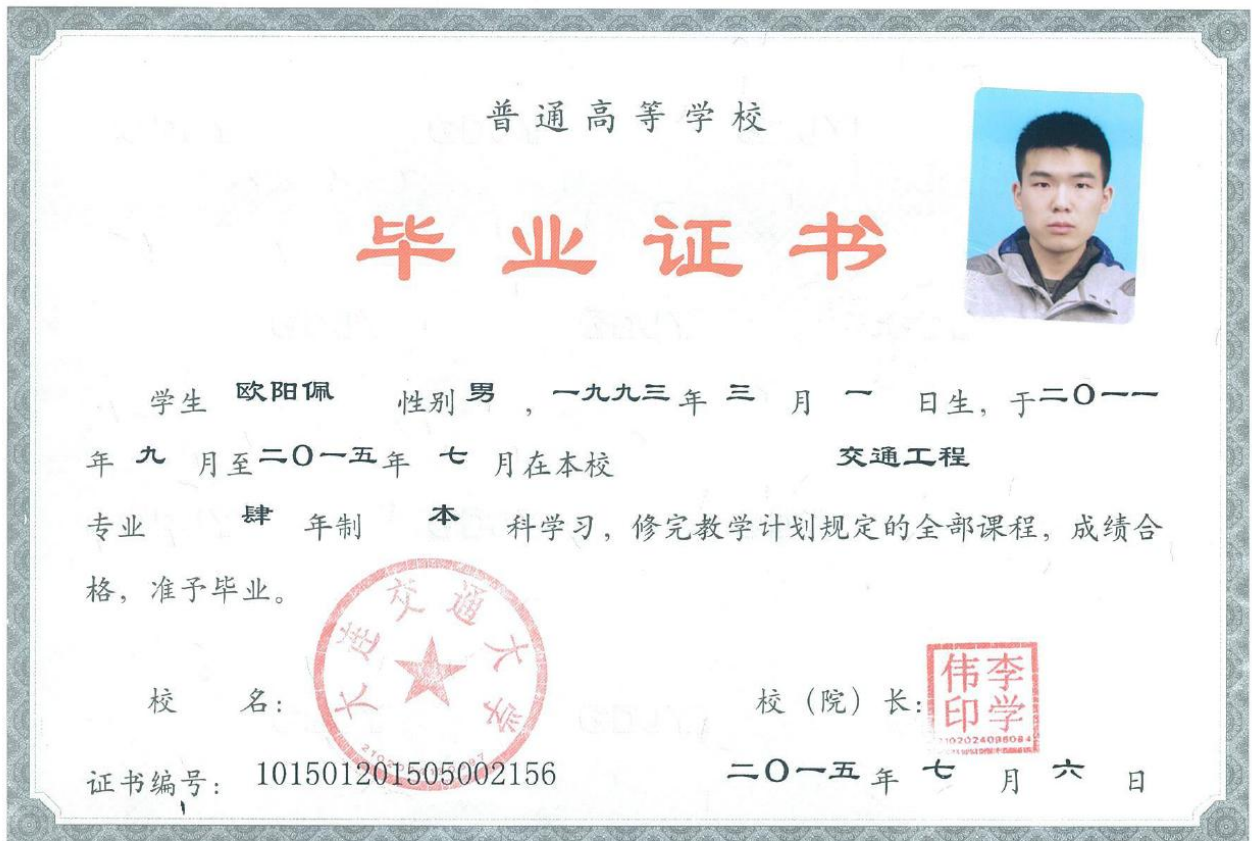 普通高等学校
毕业证书
学生 欧阳佩 性别 男 ，一九九三年 三 月 一 日生，于二〇一一
年 九 月至二〇一五年 七 月在本校 交通工程
专业 肆 年制 本 科学习，修完教学计划规定的全部课程，成绩合
格，准予毕业。
大连交通大学
校 名：
校（院）长：
李学伟印
证书编号： 101501201505002156
二〇一五 年 七 月 六 日